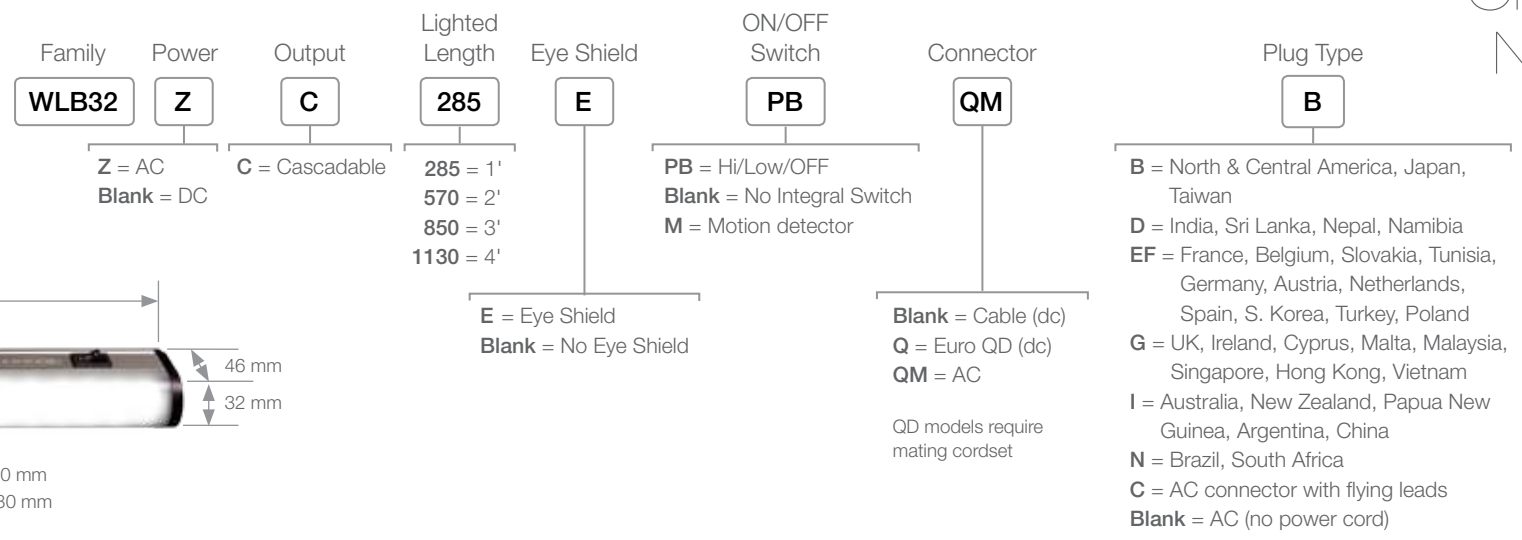 Lighted
ON/OFF
Family Power Output Length Eye Shield Switch Connector Plug Type
WLB32 Z C 285 E PB QM B
Z = AC
Blank = DC
C = Cascadable
285 = 1'
570 = 2'
850 = 3'
1130 = 4'
E = Eye Shield
Blank = No Eye Shield
PB = Hi/Low/OFF
Blank = No Integral Switch
M = Motion detector
Blank = Cable (dc)
Q = Euro QD (dc)
QM = AC
QD models require
mating cordset
B = North & Central America, Japan,
Taiwan
D = India, Sri Lanka, Nepal, Namibia
EF = France, Belgium, Slovakia, Tunisia,
Germany, Austria, Netherlands,
Spain, S. Korea, Turkey, Poland
G = UK, Ireland, Cyprus, Malta, Malaysia,
Singapore, Hong Kong, Vietnam
I = Australia, New Zealand, Papua New
Guinea, Argentina, China
N = Brazil, South Africa
C = AC connector with flying leads
Blank = AC (no power cord)
46 mm
32 mm
0 mm
30 mm